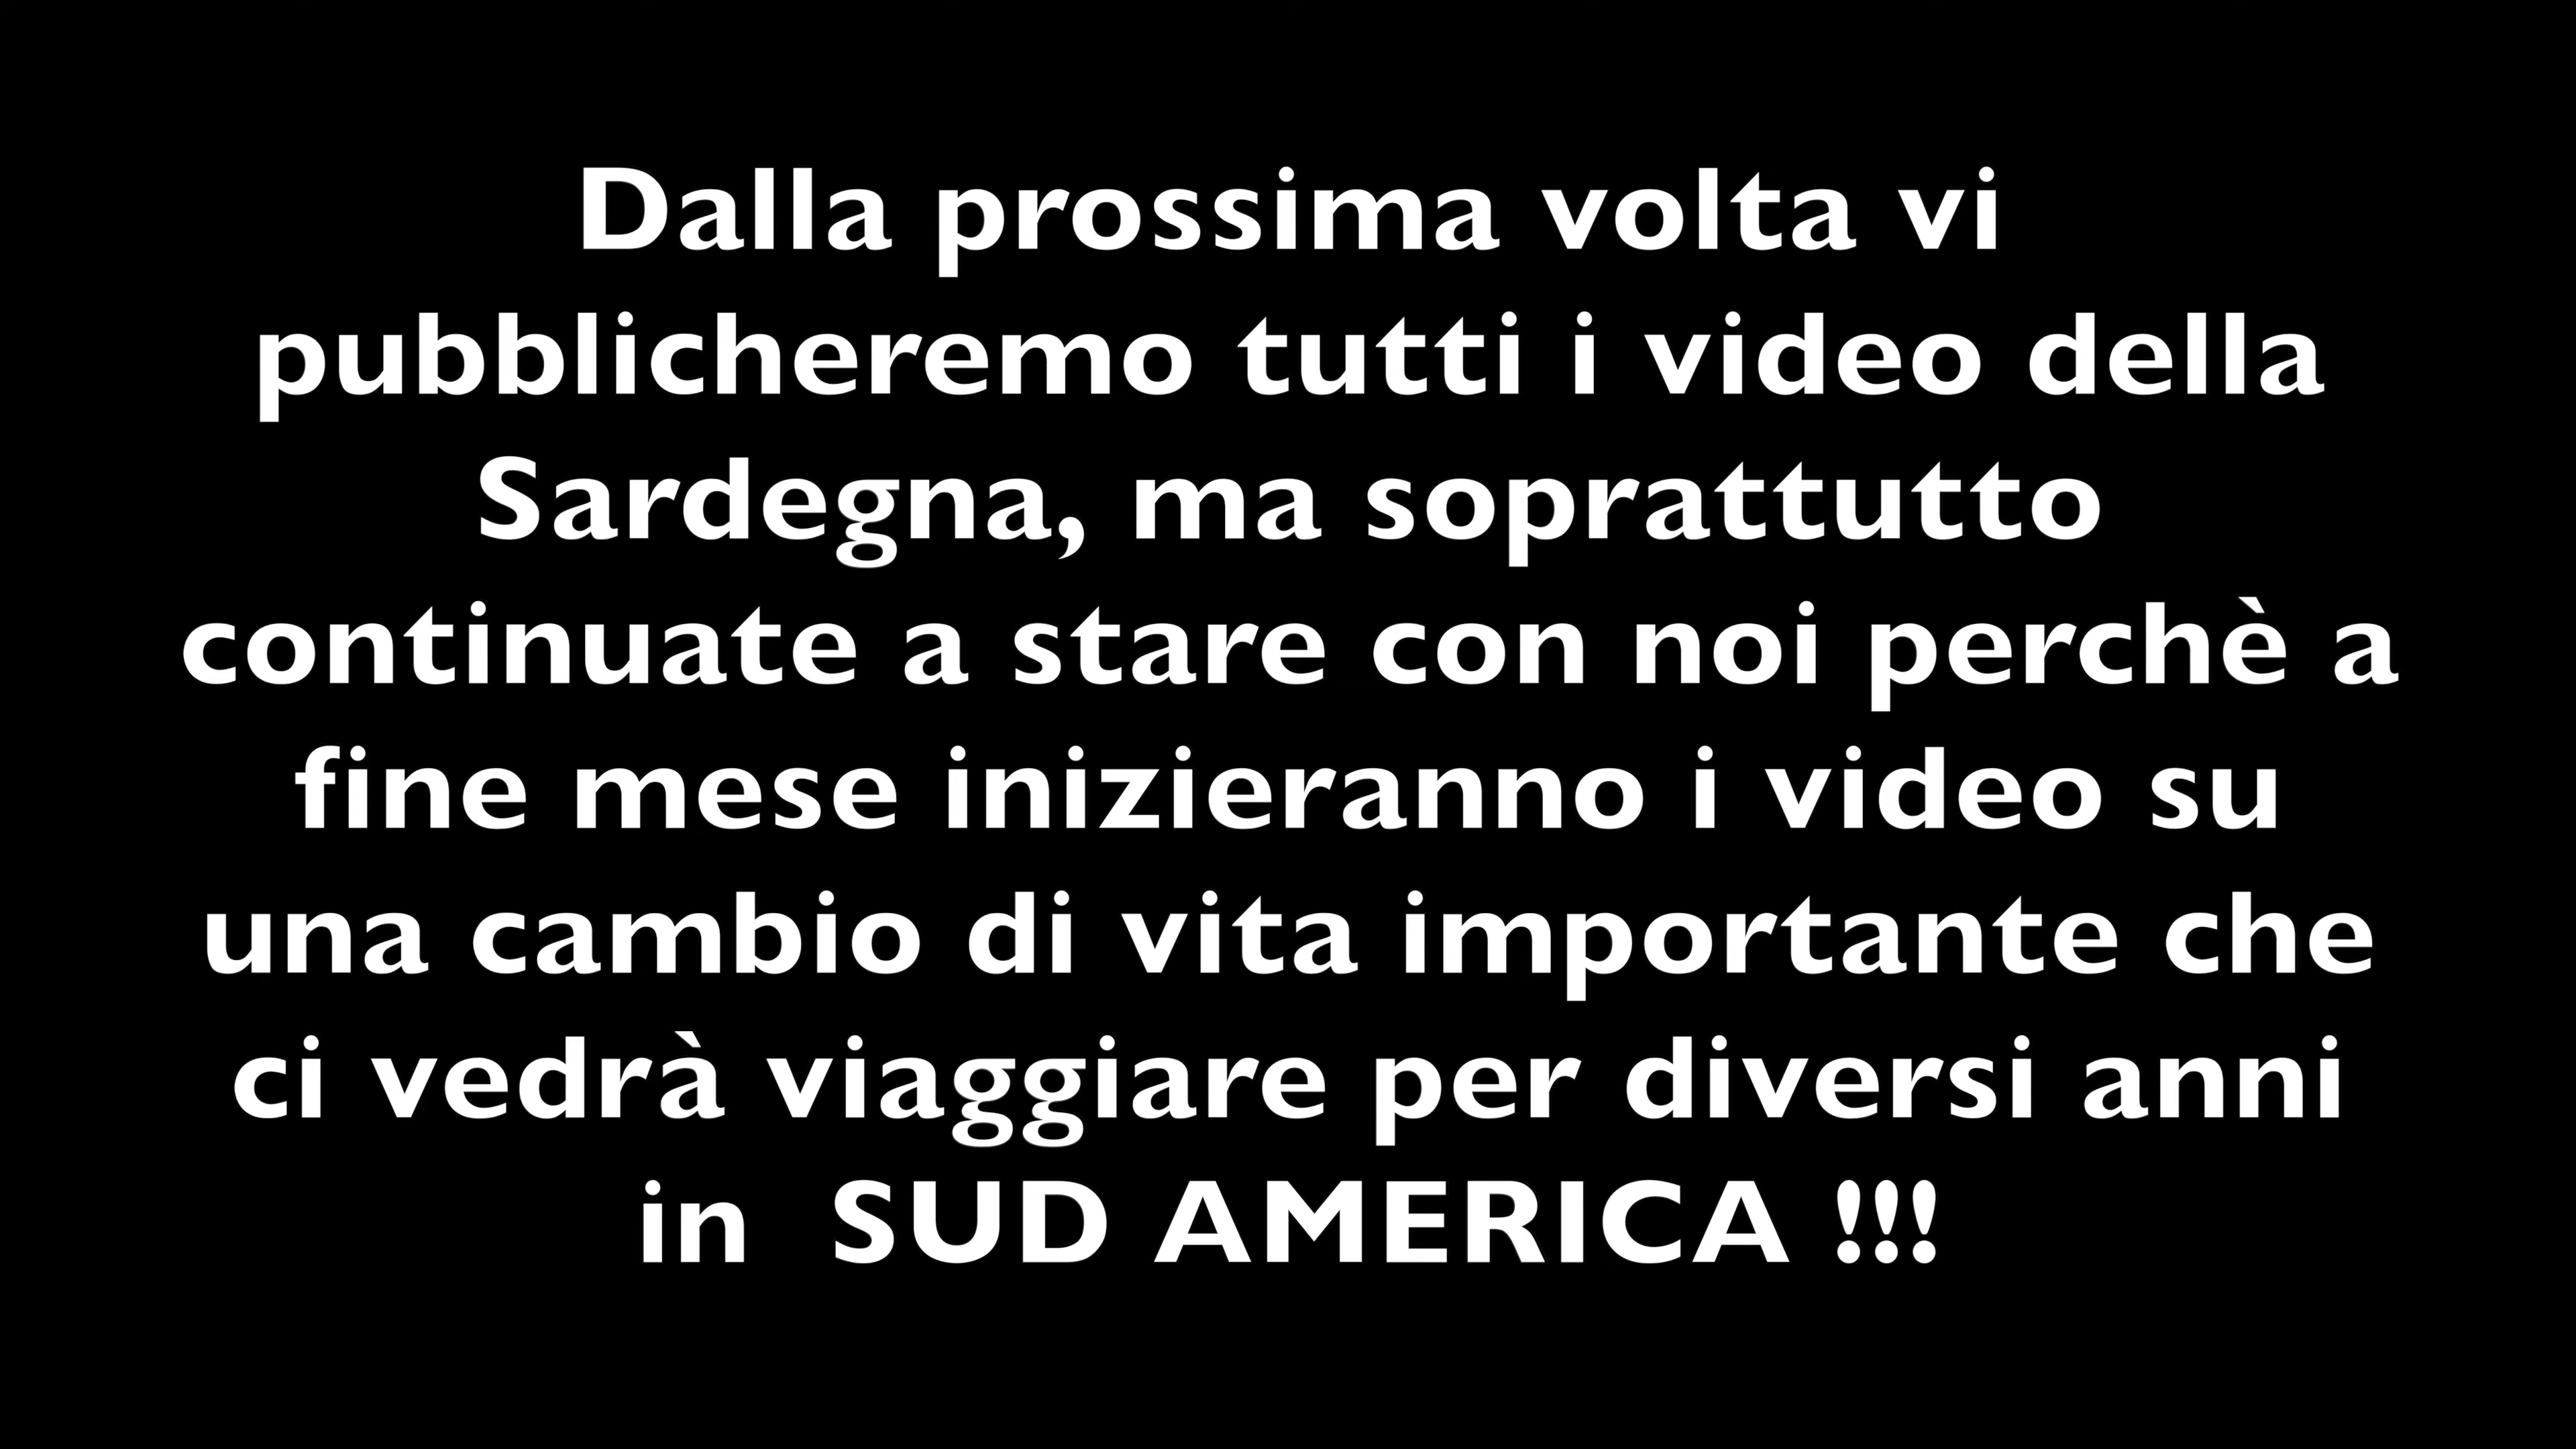 Dalla prossima volta vi
pubblicheremo tutti i video della
Sardegna, ma soprattutto
continuate a stare con noi perchè a
fine mese inizieranno i video su
una cambio di vita importante che
ci vedrà viaggiare per diversi anni
in  SUD AMERICA !!!